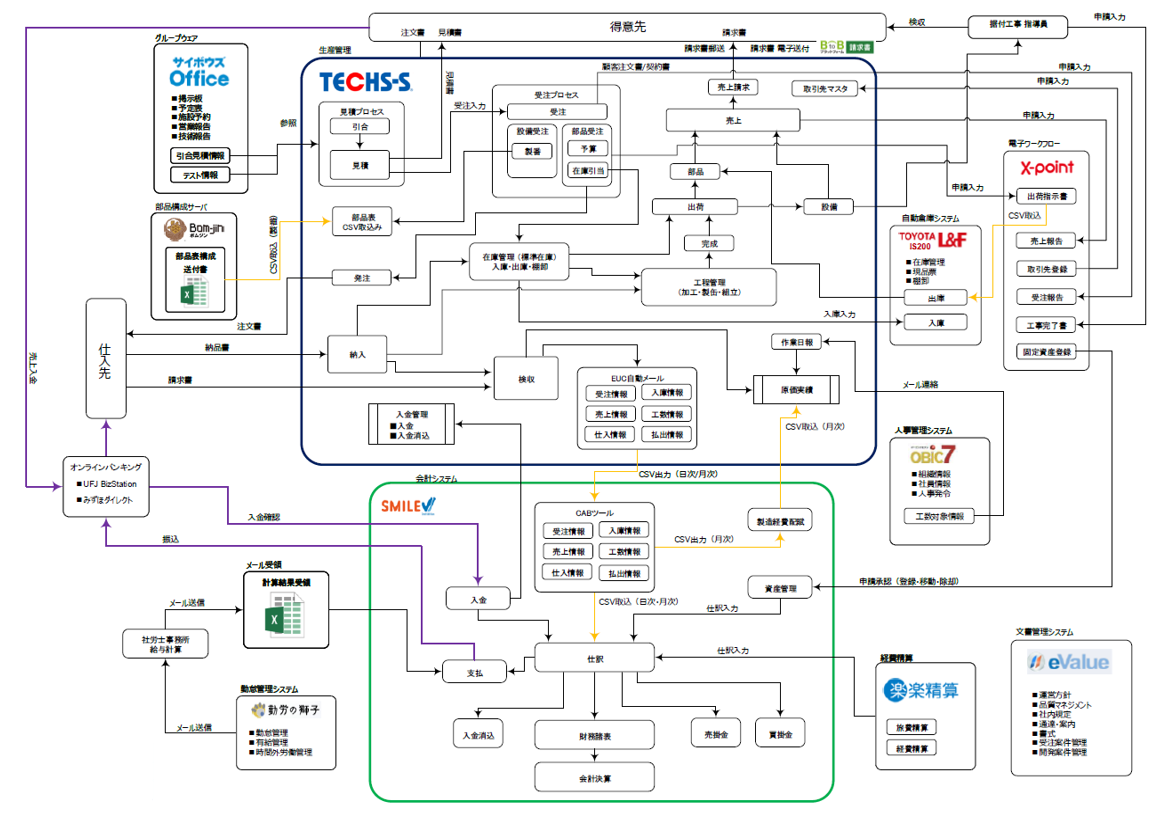 得意先
注文書 見積書
請求書
請求書郵送 請求書 電子送付
BtoB
プラットフォーム
請求書
検収
据付工事 指導員
申請入力
グループウェア
サイボウズ
Office
■掲示板
■予定表
■施設予約
■営業報告
■技術報告
引合見積情報
テスト情報
参照
生産管理
TECHS-S
見積プロセス
引合
見積
見積書
受注入力
顧客注文書/契約書
受注プロセス
受注
設備受注
製番
部品受注
予算
在庫引当
売上請求
取引先マスタ
売上
部品
出荷
設備
完成
申請入力
申請入力
申請入力
申請入力
電子ワークフロー
X-point
出荷指示書
CSV取込
売上報告
取引先登録
受注報告
工事完了書
固定資産登録
部品構成サーバ
Bom-jin
ボムジン
部品表構成
送付書
部品表
CSV取込み
発注
在庫管理(標準在庫)
入庫・出庫・棚卸
工程管理
(加工・製缶・組立)
自動倉庫システム
TOYOTA
IS200
L&F
■在庫管理
■現品票
■棚卸
出庫
入庫
入庫入力
仕入先
注文書
納品書
請求書
納入
検収
作業日報
原価実績
EUC自動メール
受注情報
入庫情報
売上情報
工数情報
仕入情報
払出情報
入金管理
■入金
■入金消込
売上入金
CSV取込(月次)
メール連絡
人事管理システム
OBIC7
■組織情報
■社員情報
■人事発令
工数対象情報
オンラインバンキング
■UFJ BizStation
■みずほダイレクト
入金確認
振込
会計システム
SMILE V
CSV出力(日次/月次)
CABツール
受注情報
入庫情報
売上情報
工数情報
仕入情報
払出情報
CSV出力(月次)
製造経費配賦
CSV取込(日次・月次)
資産管理
申請承認(登録・移動・除却)
仕訳入力
入金
仕訳
支払
仕訳入力
入金消込
財務諸表
売掛金
買掛金
会計決算
メール受領
計算結果受領
メール送信
社労士事務所
給与計算
メール送信
勤怠管理システム
勤労の獅子
■勤怠管理
■有給管理
■時間外労働管理
経費精算
楽楽精算
旅費精算
経費精算
文書管理システム
eValue
■運営方針
■品質マネジメント
■社内規定
■通達・案内
■書式
■受注案件管理
■開発案件管理